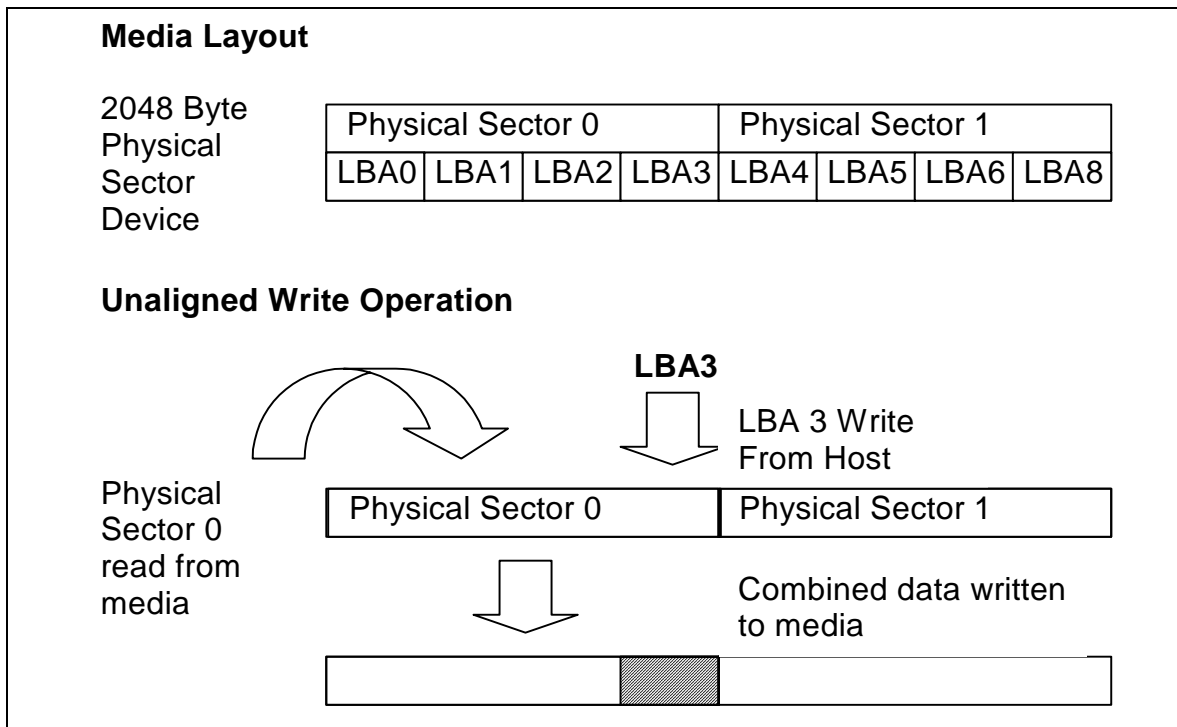 Media Layout
2048 Byte
Physical
Sector
Device
Physical Sector 0
Physical Sector 1
LBA0 LBA1 LBA2 LBA3 LBA4 LBA5 LBA6 LBA8
Unaligned Write Operation
LBA3
LBA 3 Write
From Host
Physical
Sector 0
read from
media
Physical Sector 0
Physical Sector 1
Combined data written
to media